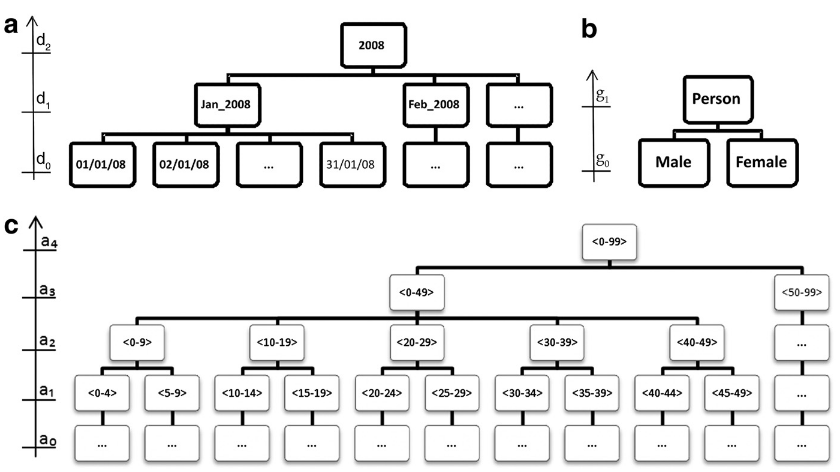 a
d2
2008
d1
Jan_2008 Feb_2008 ...
d0
01/01/08 02/01/08 ... 31/01/08 ... ...
b
g1
Person
g0
Male Female
c
a4
<0-99>
a3
<0-49> <50-99>
a2
<0-9> <10-19> <20-29> <30-39> <40-49> ...
a1
<0-4> <5-9> <10-14> <15-19> <20-24> <25-29> <30-34> <35-39> <40-44> <45-49> ...
a0
... ... ... ... ... ... ... ... ... ... ...